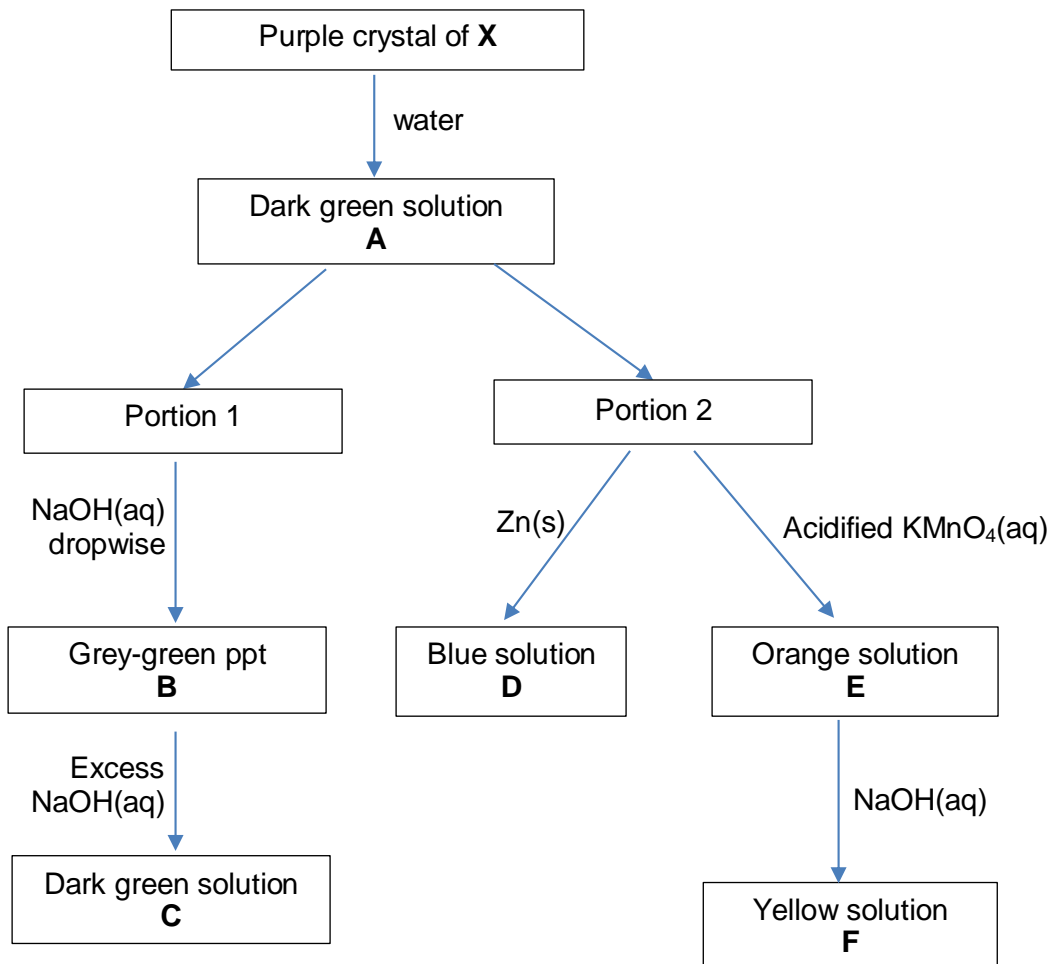 Purple crystal of X
water
Dark green solution
A
Portion 1
Portion 2
NaOH(aq)
dropwise
Zn(s)
Acidified KMnO₄(aq)
Grey-green ppt
B
Blue solution
D
Orange solution
E
Excess
NaOH(aq)
NaOH(aq)
Dark green solution
C
Yellow solution
F